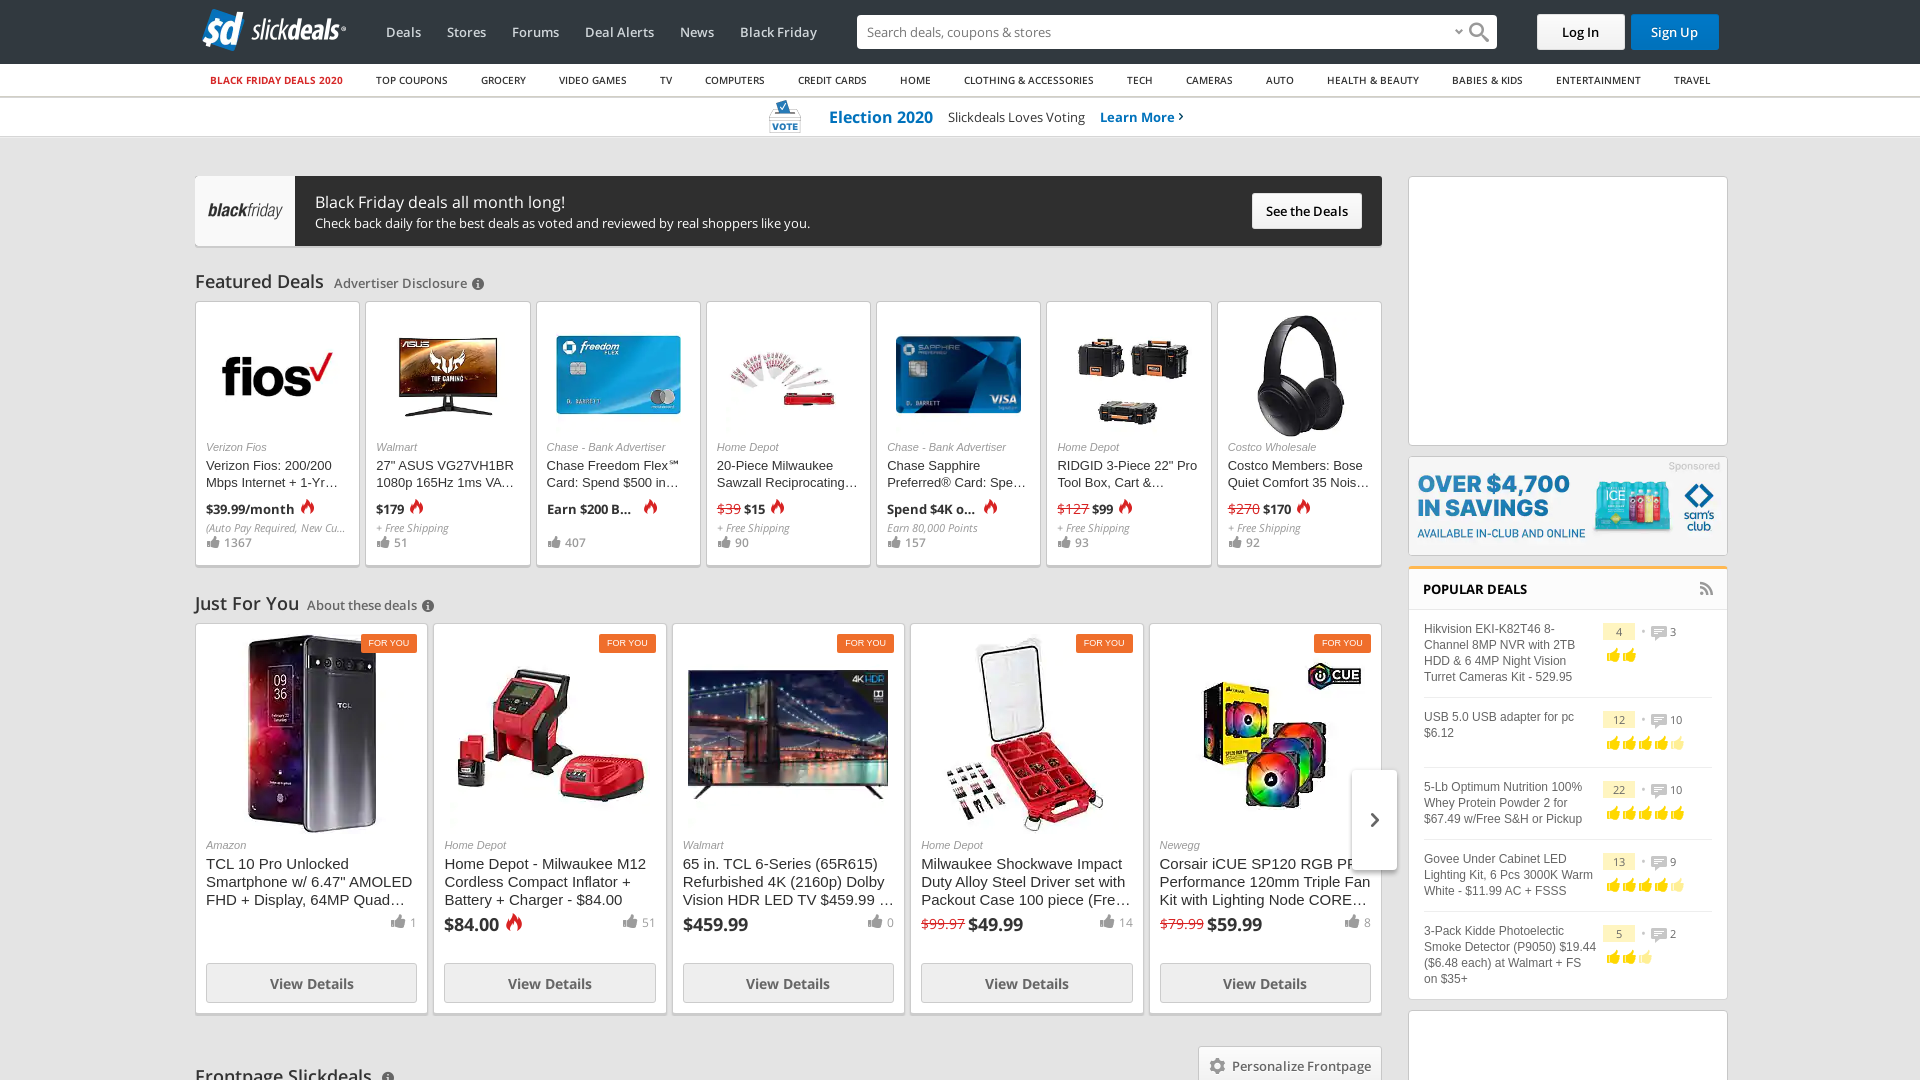 sd slickdeals
Deals Stores Forums Deal Alerts News Black Friday
Search deals, coupons & shopping
Log In
Sign Up
BLACK FRIDAY DEALS 2020 TOP COUPONS GROCERY VIDEO GAMES TV COMPUTERS CREDIT CARDS HOME CLOTHING & ACCESSORIES TECH CAMERAS AUTO HEALTH & BEAUTY BABIES & KIDS ENTERTAINMENT TRAVEL
VOTE
Election 2020 Slickdeals Loves Voting Learn More
blackfriday
Black Friday deals all month long!
Check back daily for the best deals as voted and reviewed by real shoppers like you.
See the Deals
Featured Deals Advertiser Disclosure
fios
Verizon Fios
Verizon Fios: 200/200
Mbps Internet + 1-Yr…
$39.99/month
(Auto Pay Required, New Cu...
1367
ASUS
TUF GAMING
Walmart
27" ASUS VG27VH1BR
1080p 165Hz 1ms VA…
$179
+ Free Shipping
51
freedom
FLEX
D. BARRETT
Chase - Bank Advertiser
Chase Freedom Flex℠
Card: Spend $500 in…
Earn $200 B...
407
Home Depot
20-Piece Milwaukee
Sawzall Reciprocating…
$39 $15
+ Free Shipping
90
SAPPHIRE
PREFERRED
D. BARRETT
VISA
Chase - Bank Advertiser
Chase Sapphire
Preferred® Card: Spe…
Spend $4K o...
Earn 80,000 Points
157
Home Depot
RIDGID 3-Piece 22" Pro
Tool Box, Cart &…
$127 $99
+ Free Shipping
93
Costco Wholesale
Costco Members: Bose
Quiet Comfort 35 Nois…
$270 $170
+ Free Shipping
92
Just For You About these deals
FOR YOU
09
36
TCL
Amazon
TCL 10 Pro Unlocked
Smartphone w/ 6.47" AMOLED
FHD + Display, 64MP Quad…
1
View Details
FOR YOU
Home Depot
Home Depot - Milwaukee M12
Cordless Compact Inflator +
Battery + Charger - $84.00
$84.00
51
View Details
FOR YOU
4K HDR
Walmart
65 in. TCL 6-Series (65R615)
Refurbished 4K (2160p) Dolby
Vision HDR LED TV $459.99 …
$459.99
0
View Details
FOR YOU
Home Depot
Milwaukee Shockwave Impact
Duty Alloy Steel Driver set with
Packout Case 100 piece (Fre…
$99.97 $49.99
14
View Details
FOR YOU
iCUE
Newegg
Corsair iCUE SP120 RGB
Performance 120mm Triple Fan
Kit with Lighting Node CORE…
$79.99 $59.99
8
View Details
Frontpage Slickdeals
Personalize Frontpage
Sponsored
OVER $4,700
IN SAVINGS
AVAILABLE IN-CLUB AND ONLINE
ICE
sam's
club
POPULAR DEALS
Hikvision EKI-K82T46 8-
Channel 8MP NVR with 2TB
HDD & 6 4MP Night Vision
Turret Cameras Kit - 529.95
4 • 3
USB 5.0 USB adapter for pc
$6.12
12 • 10
5-Lb Optimum Nutrition 100%
Whey Protein Powder 2 for
$67.49 w/Free S&H or Pickup
22 • 10
Govee Under Cabinet LED
Lighting Kit, 6 Pcs 3000K Warm
White - $11.99 AC + FSSS
13 • 9
3-Pack Kidde Photoelectic
Smoke Detector (P9050) $19.44
($6.48 each) at Walmart + FS
on $35+
5 • 2